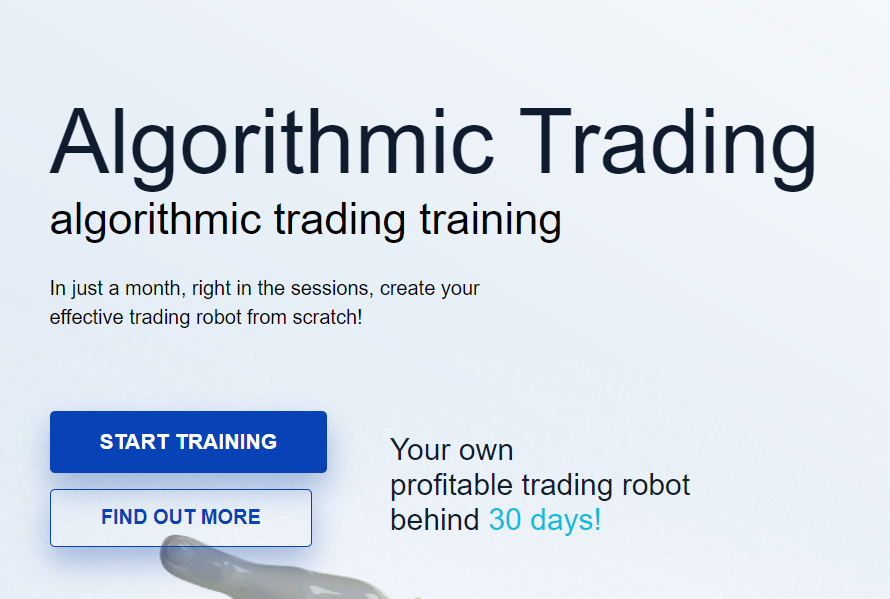 Algorithmic Trading
algorithmic trading training
In just a month, right in the sessions, create your
effective trading robot from scratch!
START TRAINING
FIND OUT MORE
Your own
profitable trading robot
behind 30 days!